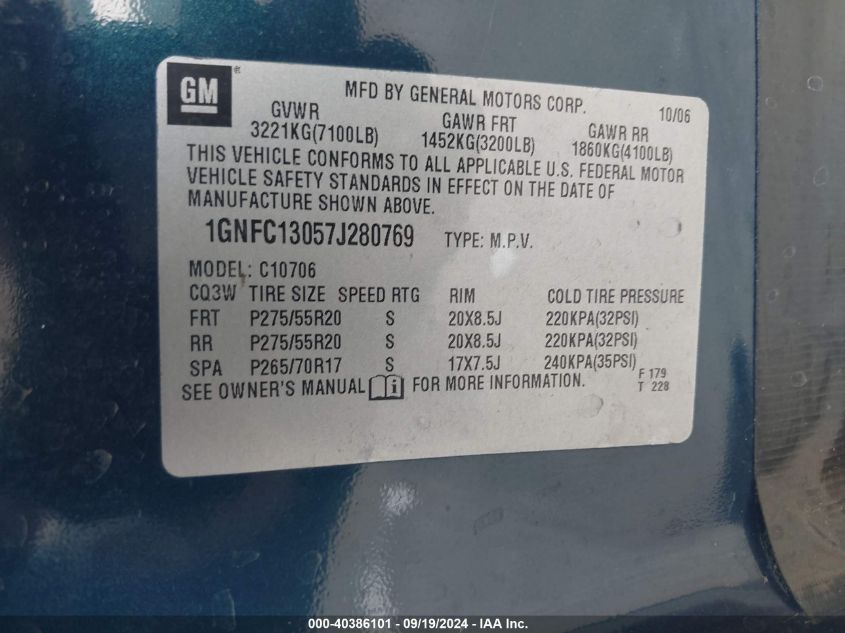 GM
MFD BY GENERAL MOTORS CORP. 10/06
GVWR GAWR FRT GAWR RR
3221KG(7100LB) 1452KG(3200LB) 1860KG(4100LB)
THIS VEHICLE CONFORMS TO ALL APPLICABLE U.S. FEDERAL MOTOR
VEHICLE SAFETY STANDARDS IN EFFECT ON THE DATE OF
MANUFACTURE SHOWN ABOVE.
1GNFC13057J280769 TYPE: M.P.V.
MODEL: C10706
CQ3W TIRE SIZE SPEED RTG RIM COLD TIRE PRESSURE
FRT P275/55R20 S 20X8.5J 220KPA(32PSI)
RR P275/55R20 S 20X8.5J 220KPA(32PSI)
SPA P265/70R17 S 17X7.5J 240KPA(35PSI) F 179
SEE OWNER'S MANUAL FOR MORE INFORMATION. T 228
000-40386101 - 09/19/2024 - IAA Inc.